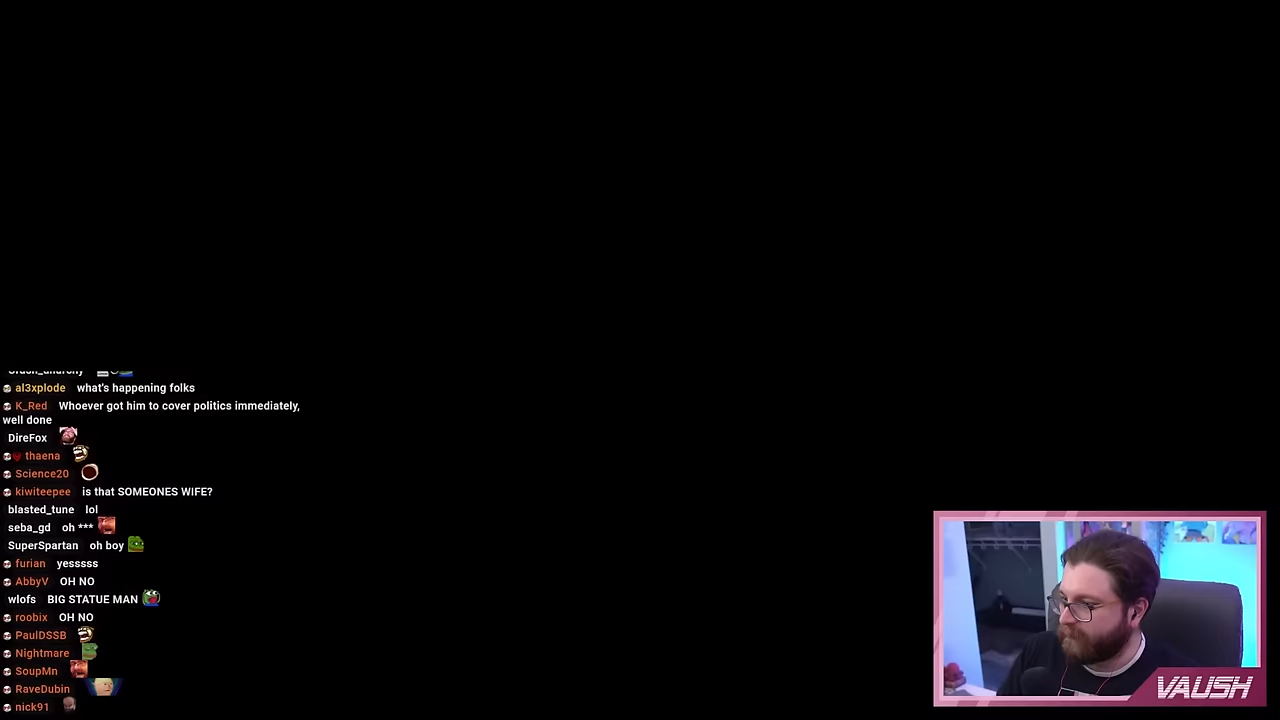 al3xplode what's happening folks
K_Red Whoever got him to cover politics immediately,
well done
DireFox
thaena
Science20
kiwiteepee is that SOMEONES WIFE?
blasted_tune lol
seba_gd oh ***
SuperSpartan oh boy
furian yesssss
AbbyV OH NO
wlofs BIG STATUE MAN
roobix OH NO
PaulDSSB
Nightmare
SoupMn
RaveDubin
nick91
VAUSH